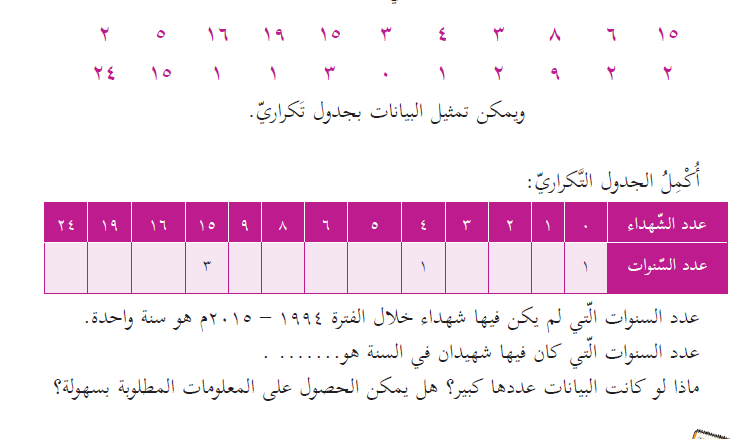 ١٥ ٦ ٨ ٣ ٤ ٣ ١٥ ١٩ ١٦ ٥ ٢
٢ ٢ ٩ ٢ ١ ٠ ٣ ١ ١ ١٥ ٢٤
ويمكن تمثيل البيانات بجدول تَكراريّ.
أُكْمِلُ الجدول التَّكراريّ:
عدد الشّهداء ٠ ١ ٢ ٣ ٤ ٥ ٦ ٨ ٩ ١٥ ١٦ ١٩ ٢٤
عدد السّنوات ١ ١ ٣
عدد السنوات الّتي لم يكن فيها شهداء خلال الفترة ١٩٩٤ – ٢٠١٥م هو سنة واحدة.
عدد السنوات الّتي كان فيها شهيدان في السنة هو........ .
ماذا لو كانت البيانات عددها كبير؟ هل يمكن الحصول على المعلومات المطلوبة بسهولة؟